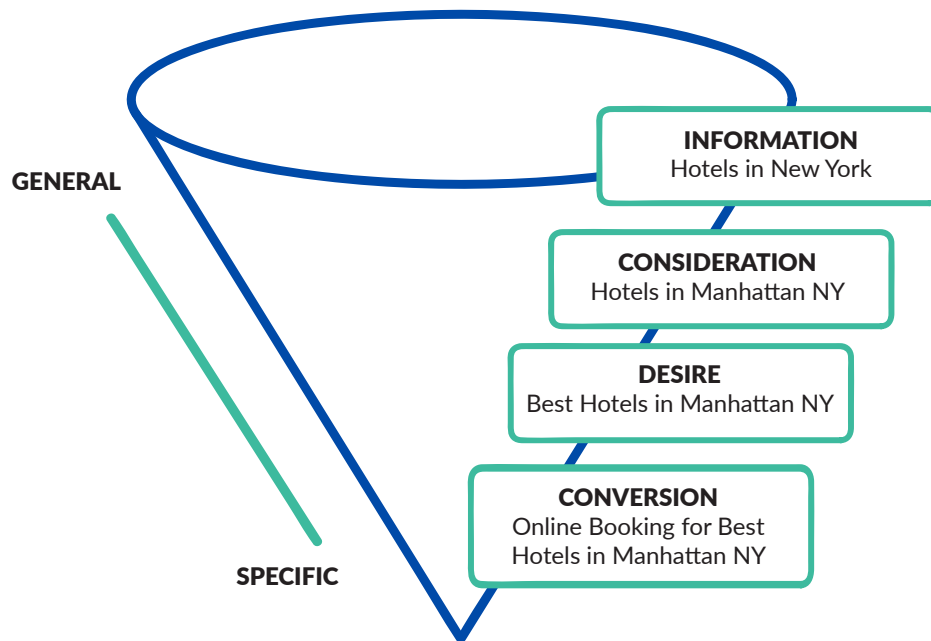 INFORMATION
Hotels in New York
GENERAL
CONSIDERATION
Hotels in Manhattan NY
DESIRE
Best Hotels in Manhattan NY
CONVERSION
Online Booking for Best
Hotels in Manhattan NY
SPECIFIC